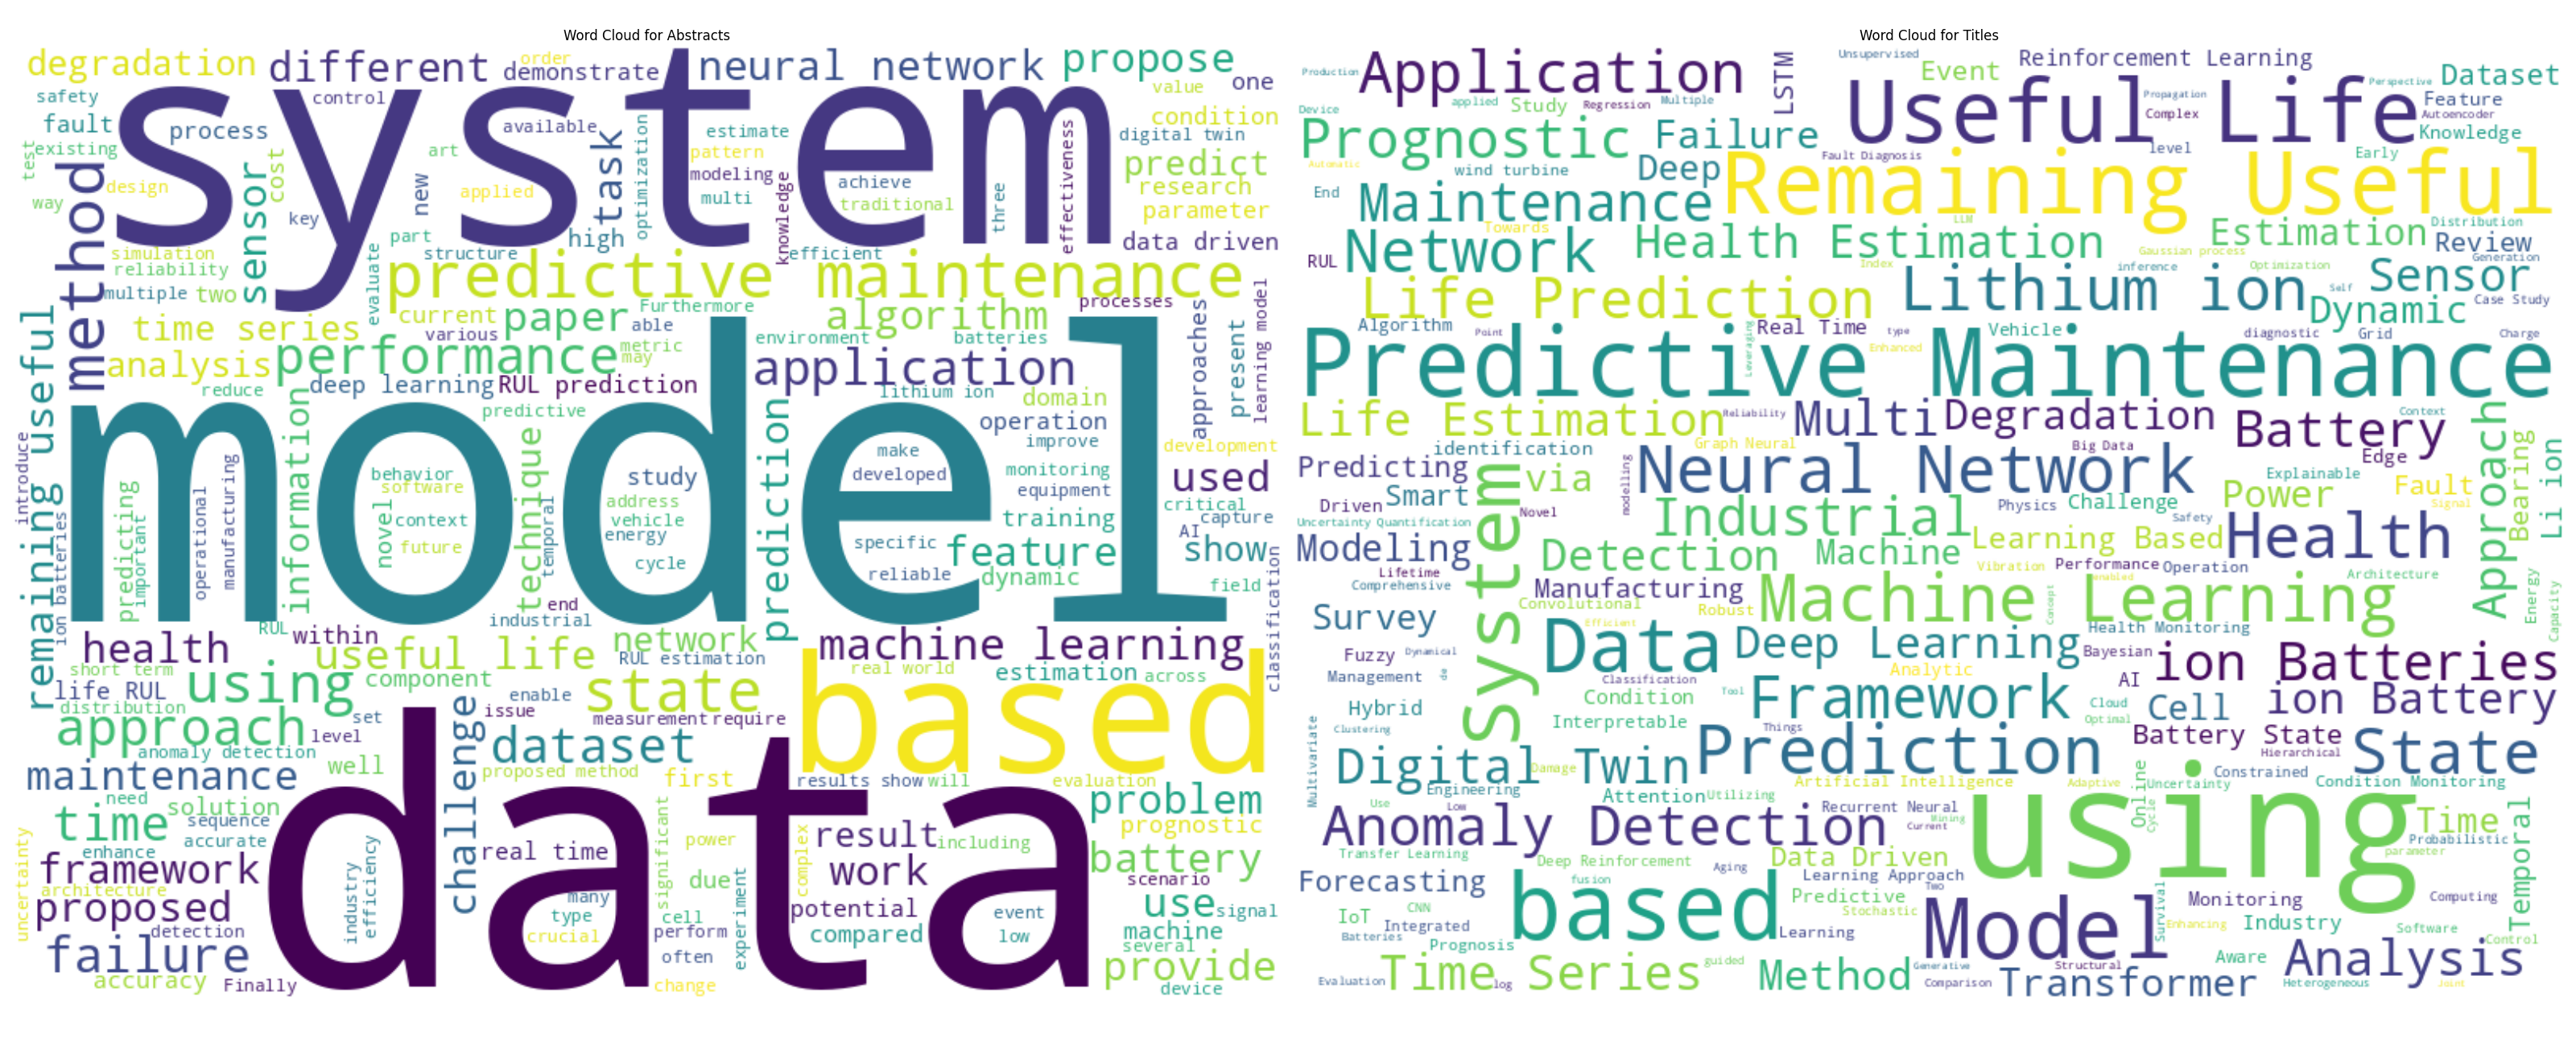 Word Cloud for Abstracts
degradation
different
order
demonstrate
neural network
propose
safety
control
value
one
fault
process
system
available
task
optimization
estimate
effectiveness
condition
digital twin
test
existing
method
design
sensor
cost
art
new
applied
pattern
modeling
multi
knowledge
achieve
traditional
three
predict
research
parameter
way
key
part
high
structure
efficient
data driven
simulation
reliability
multiple
two
evaluate
predictive maintenance
Furthermore
processes
time series
current
various
paper
able
metric
may
algorithm
environment
batteries
approaches
present
learning model
analysis
performance
reduce
deep learning
RUL prediction
application
lithium ion
domain
predictive
operation
improve
development
remaining useful
introduce
ion batteries
model
information
predicting
important
operational
manufacturing
behavior
software
novel
context
future
technique
temporal
study
address
vehicle
energy
cycle
prediction
make
developed
specific
reliable
monitoring
equipment
training
feature
dynamic
used
critical
capture
AI
show
field
classification
end
industrial
RUL
within
health
useful life
network
RUL estimation
machine learning
short term
life RUL
using
component
real world
estimation
across
distribution
set
enable
state
based
approach
level
issue
measurement
require
anomaly detection
well
challenge
dataset
maintenance
proposed method
first
results show
will
evaluation
need
solution
time
sequence
accurate
enhance
data
problem
prognostic
uncertainty
framework
architecture
industry
efficiency
real time
significant
power
complex
result
including
work
battery
due
scenario
proposed
detection
many
type
crucial
cell
perform
experiment
potential
compared
event
low
use
signal
machine
several
failure
often
accuracy
Finally
change
provide
device
Word Cloud for Titles
Production
Application
LSTM
Unsupervised
Event
Reinforcement Learning
Perspective
Dataset
Device
applied
Study
Regression
Multiple
Useful Life
Propagation
Complex
Feature
Autoencoder
Knowledge
Prognostic
Failure
level
Early
Automatic
wind turbine
Deep
Fault Diagnosis
Remaining Useful
End
Maintenance
Towards
LLM
Distribution
RUL
Network
Health Estimation
Estimation
Review
Gaussian process
Generation
Index
inference
Optimization
Sensor
Life Prediction
Lithium ion
Self
Dynamic
Case Study
Algorithm
Point
Leveraging
Real Time
type
Enhanced
Vehicle
diagnostic
Grid
Charge
Predictive Maintenance
Life Estimation
Reliability
Multi
Degradation
Battery
Context
Approach
Bearing
Li ion
identification
Graph Neural
Big Data
Edge
Predicting
System
via
modelling
Neural Network
Explainable
Smart
Power
Fault
Signal
Driven
Novel
Industrial
Physics
Challenge
Safety
Uncertainty Quantification
Modeling
Detection
Machine
Learning Based
Health
Lifetime
Comprehensive
Manufacturing
Vibration
Performance
Operation
enabled
Architecture
Convolutional
Robust
Machine Learning
Concept
Energy
Capacity
Survey
Efficient
Data
Deep Learning
Health Monitoring
Fuzzy
Dynamical
Bayesian
ion Batteries
Management
de
Classification
Analytic
AI
Condition
Tool
Framework
Cloud
Cell
ion Battery
Hybrid
Interpretable
Optimal
Multivariate
Clustering
Things
Battery State
Hierarchical
State
Prediction
Digital Twin
Damage
Engineering
Artificial Intelligence
Adaptive
Online
Cycle
Uncertainty
Constrained
Condition Monitoring
Attention
Utilizing
Use
Low
Recurrent Neural
Mining
Current
using
Time
Temporal
Anomaly Detection
Probabilistic
parameter
Transfer Learning
Deep Reinforcement
Aging
Data Driven
Forecasting
fusion
Learning Approach
Two
based
Predictive
Stochastic
Model
Survival
Monitoring
Computing
IoT
CNN
Integrated
Batteries
Learning
Enhancing
Industry
Software
Control
Prognosis
Time Series
guided
Method
Generative
Structural
Aware
Analysis
Evaluation
log
Comparison
Transformer
Heterogeneous
Joint